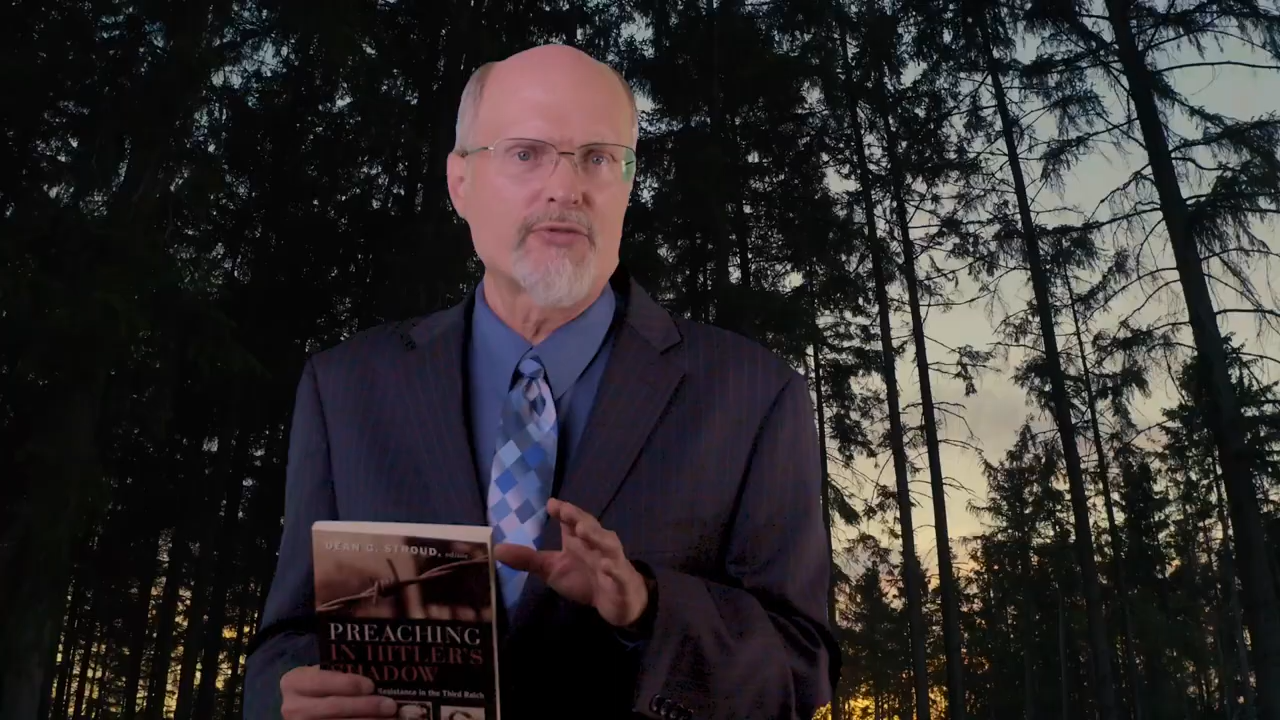 DEAN G. STROUD, editor
PREACHING
IN HITLER'S
SHADOW
Resistance in the Third Reich